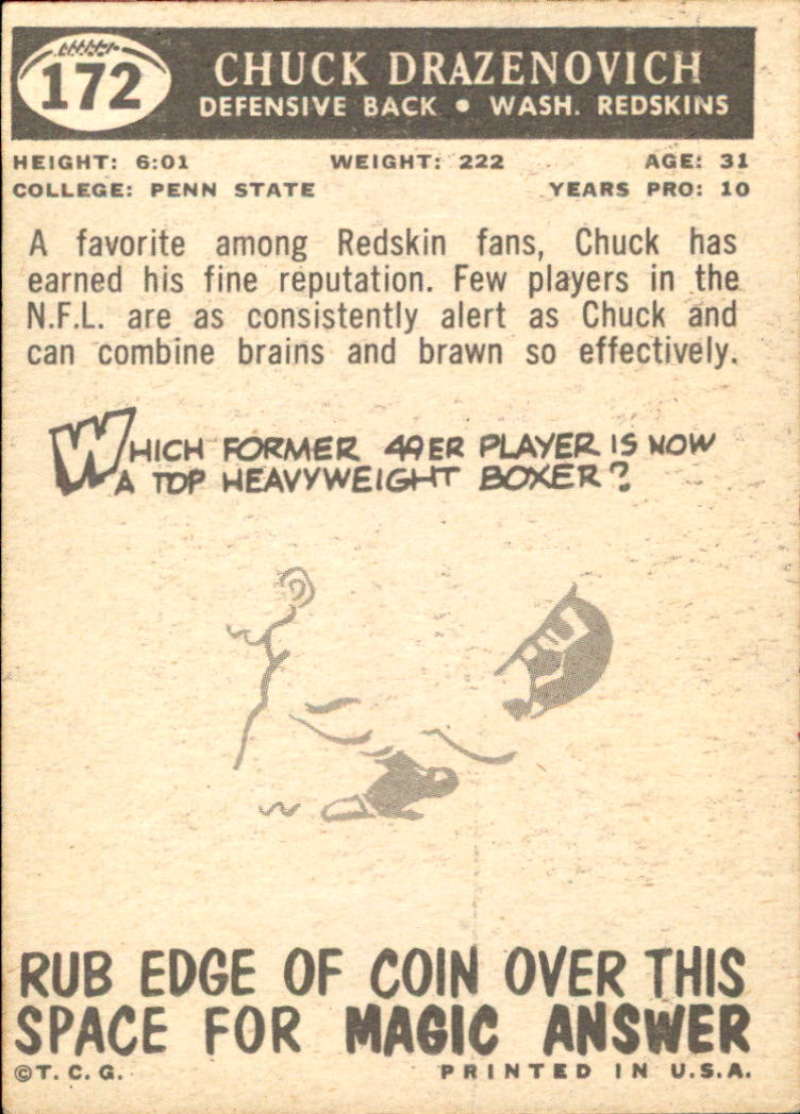 172
CHUCK DRAZENOVICH
DEFENSIVE BACK • WASH. REDSKINS
HEIGHT: 6:01 WEIGHT: 222 AGE: 31
COLLEGE: PENN STATE YEARS PRO: 10
A favorite among Redskin fans, Chuck has
earned his fine reputation. Few players in the
N.F.L. are as consistently alert as Chuck and
can combine brains and brawn so effectively.
WHICH FORMER 49ER PLAYER IS NOW
A TOP HEAVYWEIGHT BOXER?
RUB EDGE OF COIN OVER THIS
SPACE FOR MAGIC ANSWER
©T. C. G. PRINTED IN U.S.A.